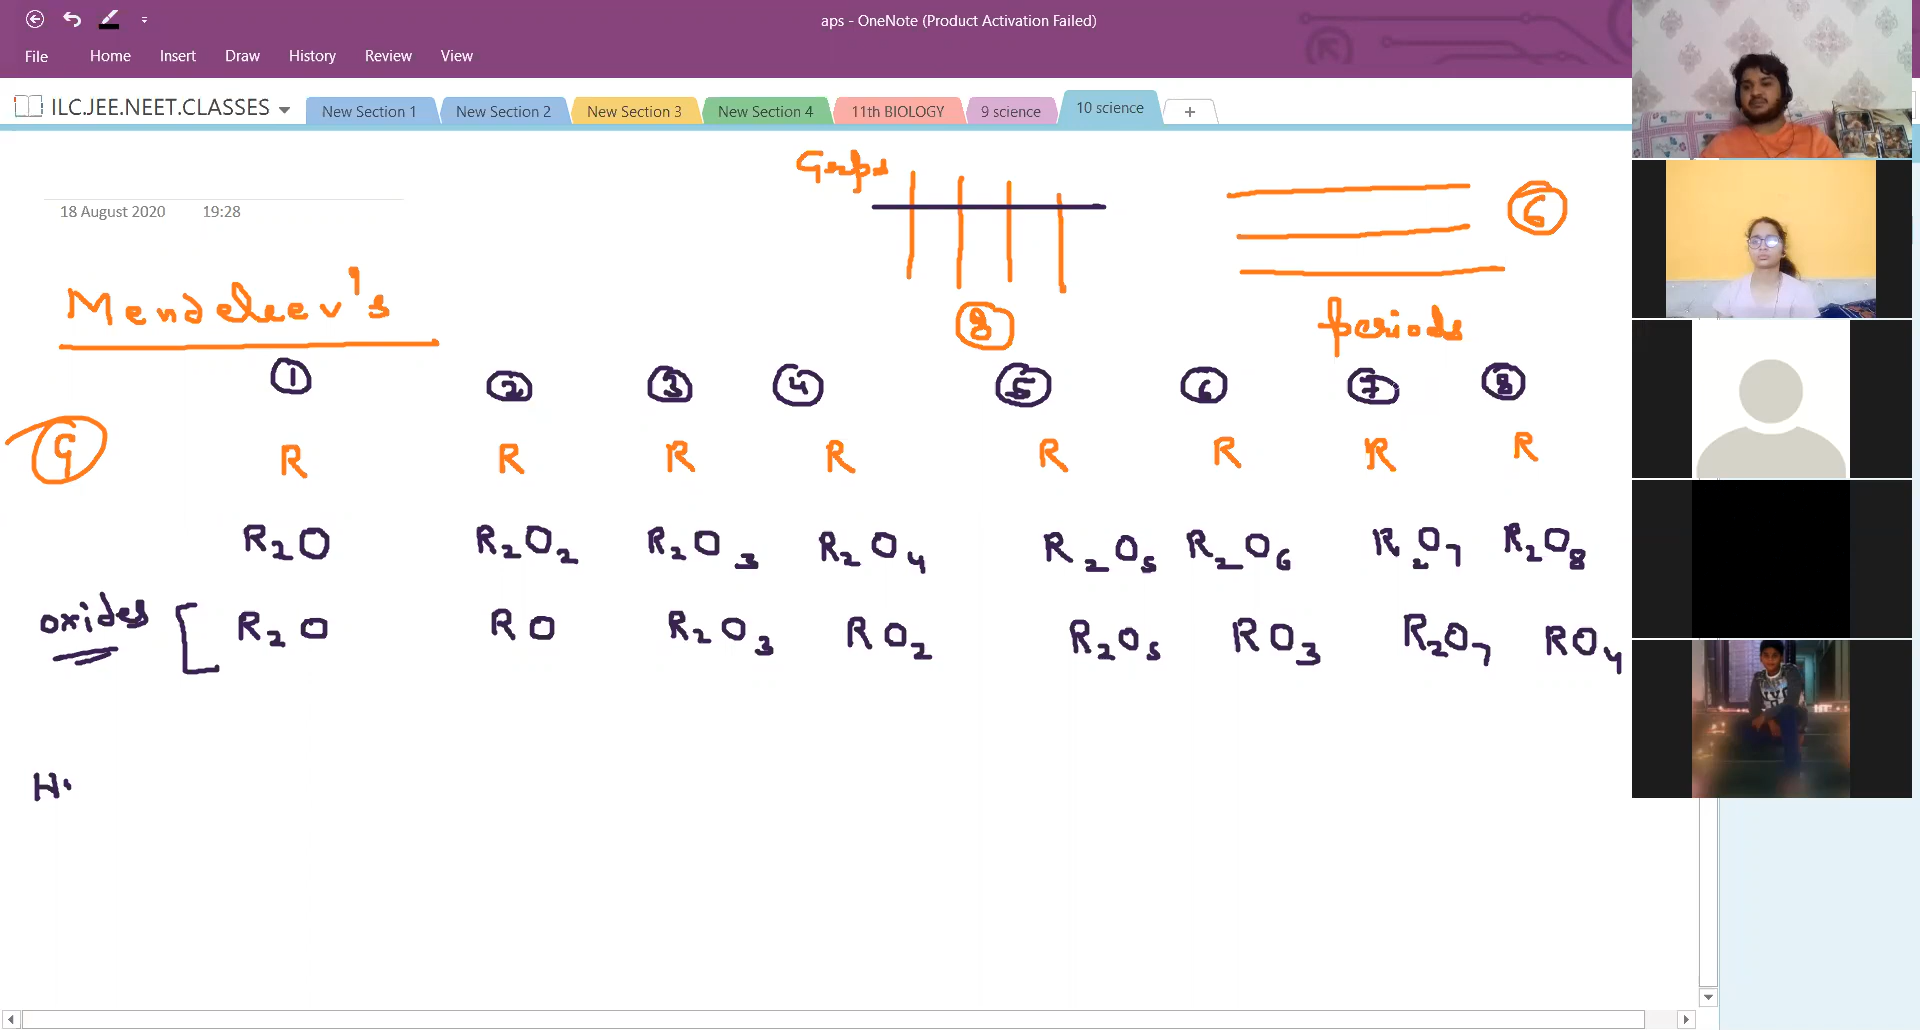 aps - OneNote (Product Activation Failed)
File Home Insert Draw History Review View
ILC.JEE.NEET.CLASSES New Section 1 New Section 2 New Section 3 New Section 4 11th BIOLOGY 9 science 10 science +
18 August 2020 19:28
Grps
6
Mendeleev's
8
periods
1 2 3 4 5 6 7 8
G R R R R R R R R
R₂O R₂O₂ R₂O₃ R₂O₄ R₂O₅ R₂O₆ R₂O₇ R₂O₈
oxides [ R₂O RO R₂O₃ RO₂ R₂O₅ RO₃ R₂O₇ RO₄